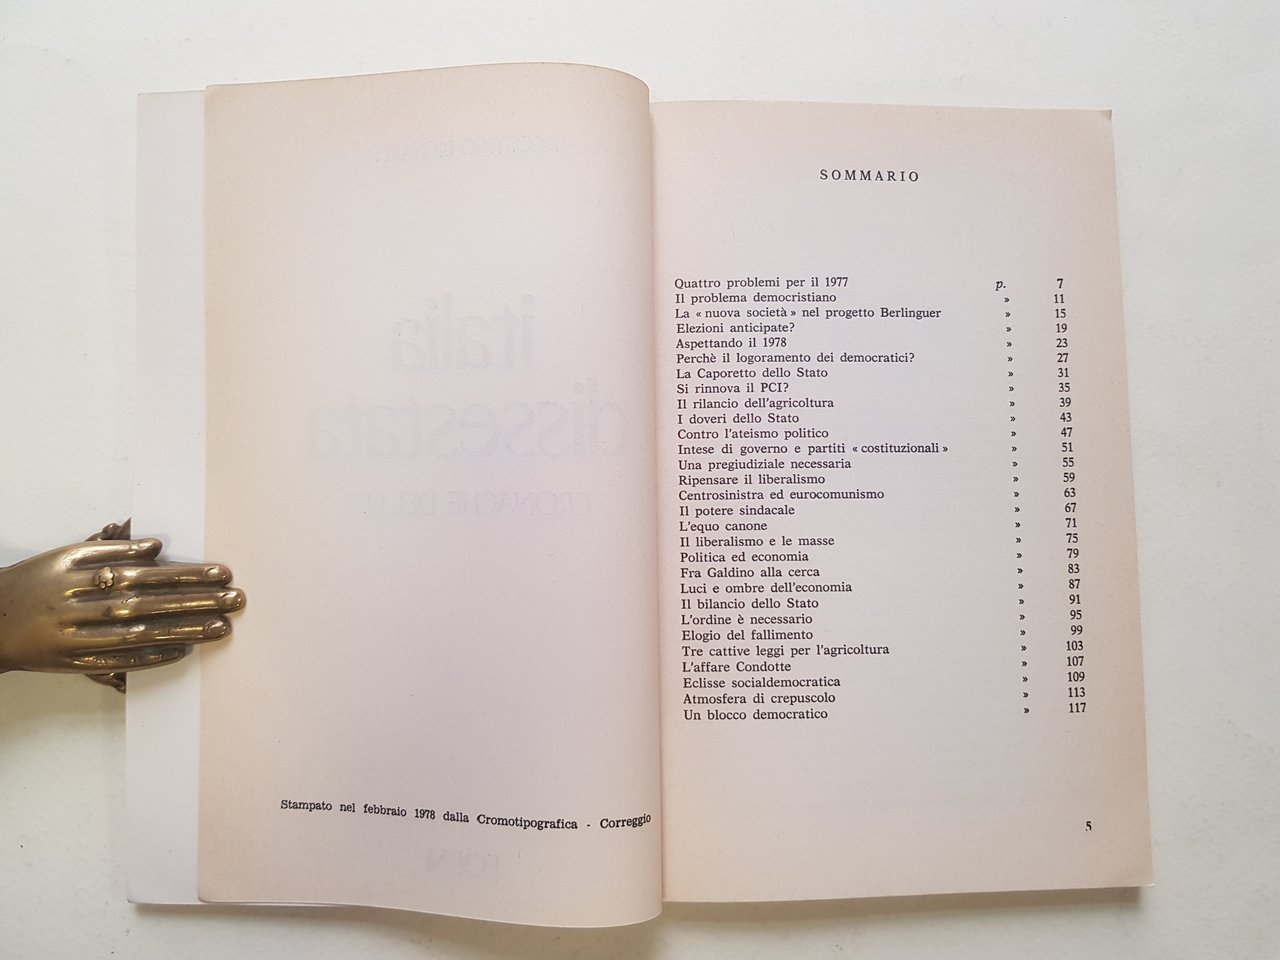 Stampato nel febbraio 1978 dalla Cromotipografica - Correggio
SOMMARIO
Quattro problemi per il 1977 p. 7
Il problema democristiano » 11
La « nuova società » nel progetto Berlinguer » 15
Elezioni anticipate? » 19
Aspettando il 1978 » 23
Perchè il logoramento dei democratici? » 27
La Caporetto dello Stato » 31
Si rinnova il PCI? » 35
Il rilancio dell'agricoltura » 39
I doveri dello Stato » 43
Contro l'ateismo politico » 47
Intese di governo e partiti « costituzionali » » 51
Una pregiudiziale necessaria » 55
Ripensare il liberalismo » 59
Centrosinistra ed eurocomunismo » 63
Il potere sindacale » 67
L'equo canone » 71
Il liberalismo e le masse » 75
Politica ed economia » 79
Fra Galdino alla cerca » 83
Luci e ombre dell'economia » 87
Il bilancio dello Stato » 91
L'ordine è necessario » 95
Elogio del fallimento » 99
Tre cattive leggi per l'agricoltura » 103
L'affare Condotte » 107
Eclisse socialdemocratica » 109
Atmosfera di crepuscolo » 113
Un blocco democratico » 117
5